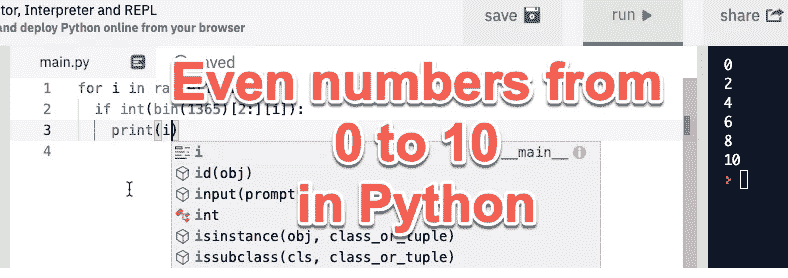 tor, Interpreter and REPL
and deploy Python online from your browser
save
run
share
main.py
Even numbers from
0 to 10
in Python
1 for i in
2 if int(bin(1365)[2:][i]):
3 print(i)
4
i __main__
id(obj)
input(prompt
int
isinstance(obj, class_or_tuple)
issubclass(cls, class_or_tuple)
0
2
4
6
8
10
>